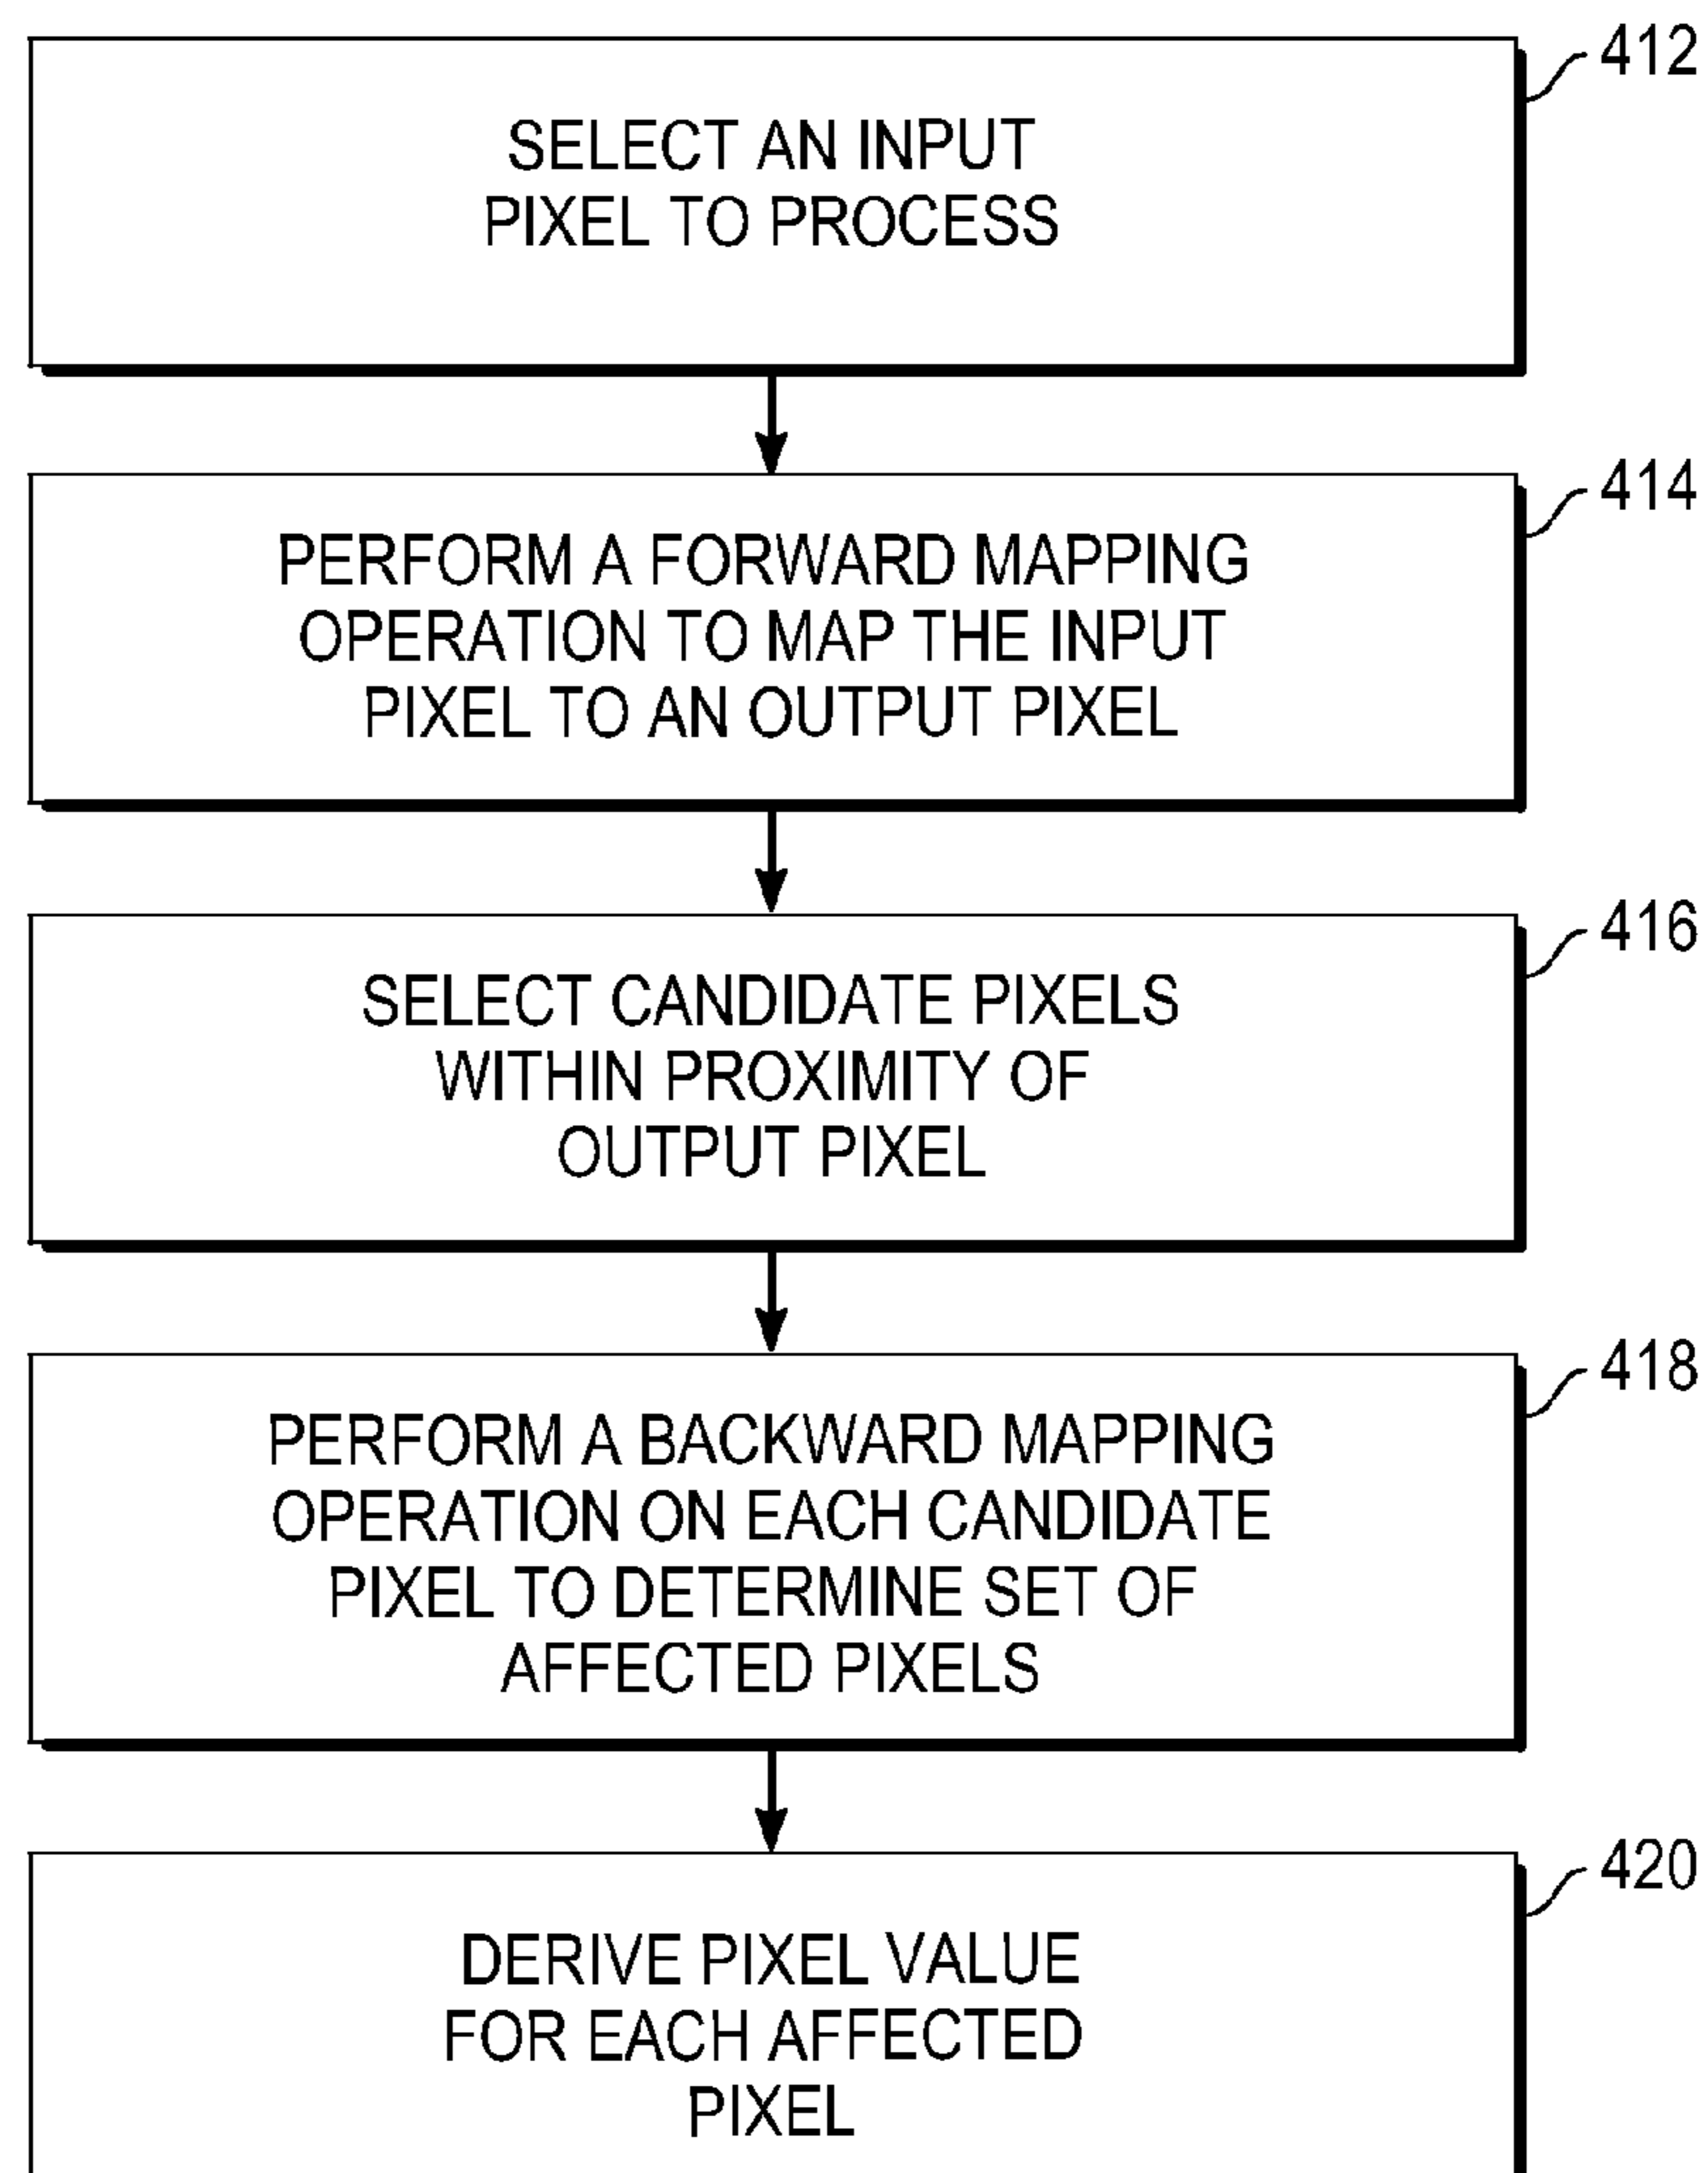 412
SELECT AN INPUT
PIXEL TO PROCESS
414
PERFORM A FORWARD MAPPING
OPERATION TO MAP THE INPUT
PIXEL TO AN OUTPUT PIXEL
416
SELECT CANDIDATE PIXELS
WITHIN PROXIMITY OF
OUTPUT PIXEL
418
PERFORM A BACKWARD MAPPING
OPERATION ON EACH CANDIDATE
PIXEL TO DETERMINE SET OF
AFFECTED PIXELS
420
DERIVE PIXEL VALUE
FOR EACH AFFECTED
PIXEL